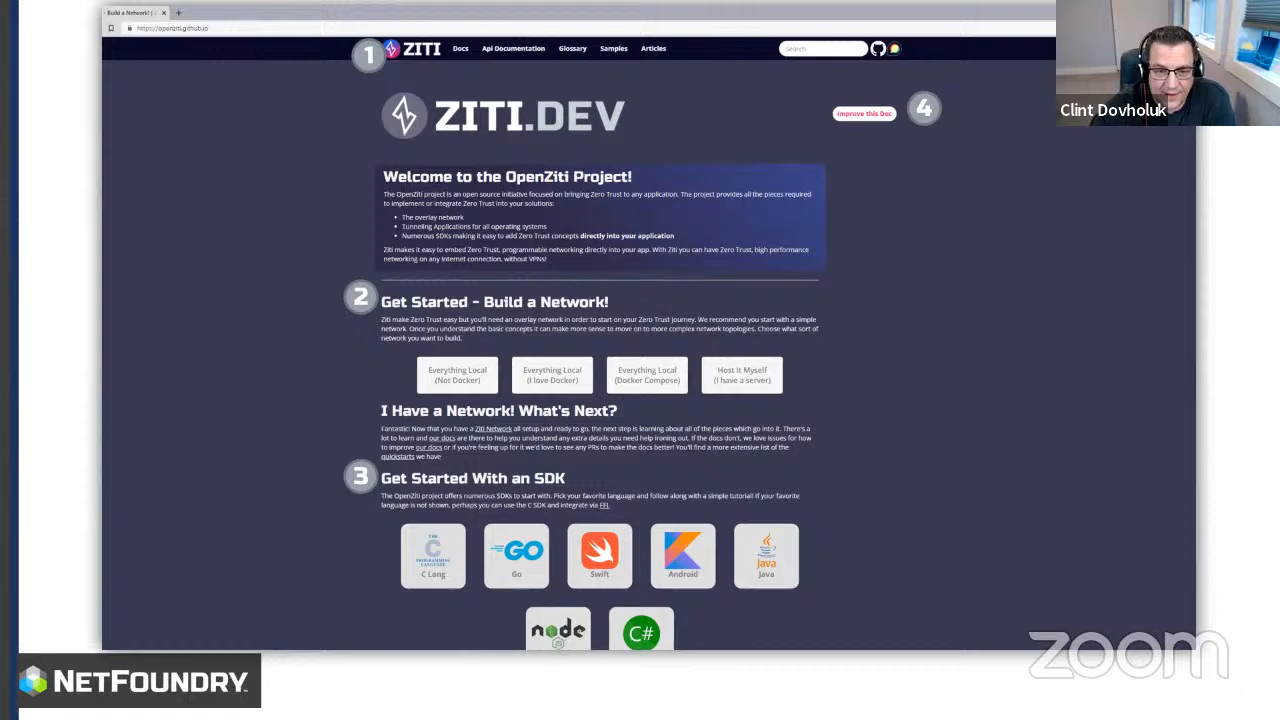 Build a Network! |
https://openziti.github.io
1
ZITI
Docs
Api Documentation
Glossary
Samples
Articles
Search
ZITI.DEV
Improve this Doc
4
Clint Dovholuk
Welcome to the OpenZiti Project!
The OpenZiti project is an open source initiative focused on bringing Zero Trust to any application. The project provides all the pieces required
to implement or integrate Zero Trust into your solutions:
• The overlay network
• Tunneling Applications for all operating systems
• Numerous SDKs making it easy to add Zero Trust concepts directly into your application
Ziti makes it easy to embed Zero Trust, programmable networking directly into your app. With Ziti you can have Zero Trust, high performance
networking on any Internet connection, without VPNs!
2
Get Started - Build a Network!
Ziti make Zero Trust easy but you'll need an overlay network in order to start on your Zero Trust journey. We recommend you start with a simple
network. Once you understand the basic concepts it can make more sense to move on to more complex network topologies. Choose what sort of
network you want to build.
Everything Local
(Not Docker)
Everything Local
(I love Docker)
Everything Local
(Docker Compose)
Host It Myself
(I have a server)
I Have a Network! What's Next?
Fantastic! Now that you have a Ziti Network all setup and ready to go, the next step is learning about all of the pieces which go into it. There's a
lot to learn and our docs are there to help you understand any extra details you need help ironing out. If the docs don't, we love issues for how
to improve our docs or if you're feeling up for it we'd love to see any PRs to make the docs better! You'll find a more extensive list of the
quickstarts we have
3
Get Started With an SDK
The OpenZiti project offers numerous SDKs to start with. Pick your favorite language and follow along with a simple tutorial! If your favorite
language is not shown, perhaps you can use the C SDK and integrate via FFI.
THE
C
PROGRAMMING
LANGUAGE
C Lang
GO
Go
Swift
Android
Java
Java
node
JS
C#
NETFOUNDRY
zoom